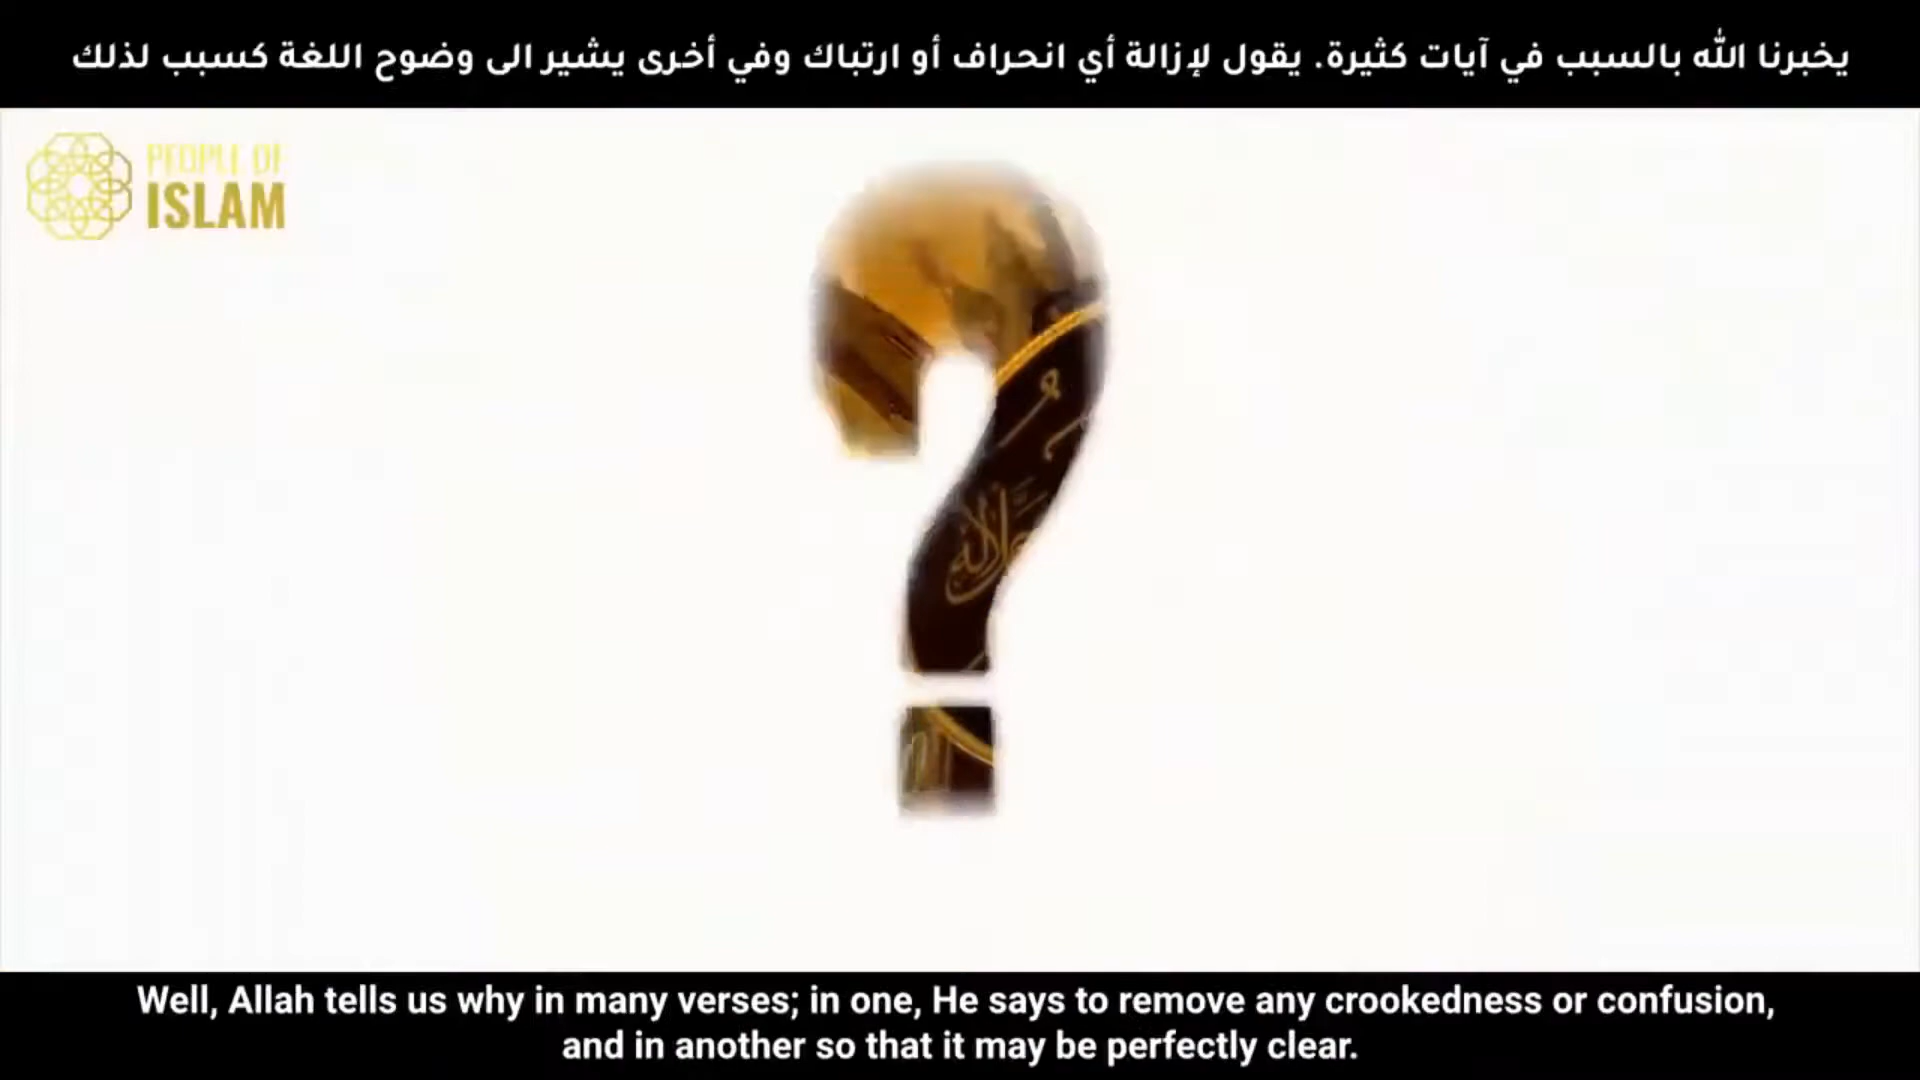 يخبرنا الله بالسبب في آيات كثيرة. يقول لإزالة أي انحراف أو ارتباك وفي أخرى يشير الى وضوح اللغة كسبب لذلك
PEOPLE OF
ISLAM
Well, Allah tells us why in many verses; in one, He says to remove any crookedness or confusion,
and in another so that it may be perfectly clear.